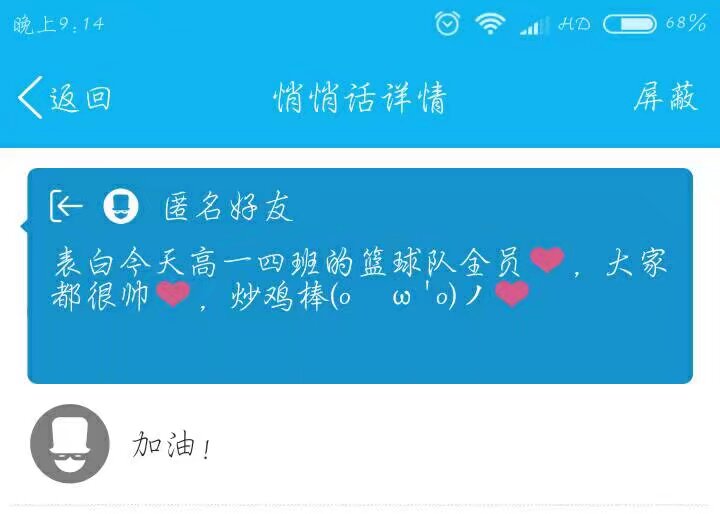 晚上9:14 HD 68%
返回 悄悄话详情 屏蔽
匿名好友
表白今天高一四班的篮球队全员❤，大家
都很帅❤，炒鸡棒(o ω'o)ノ❤
加油！